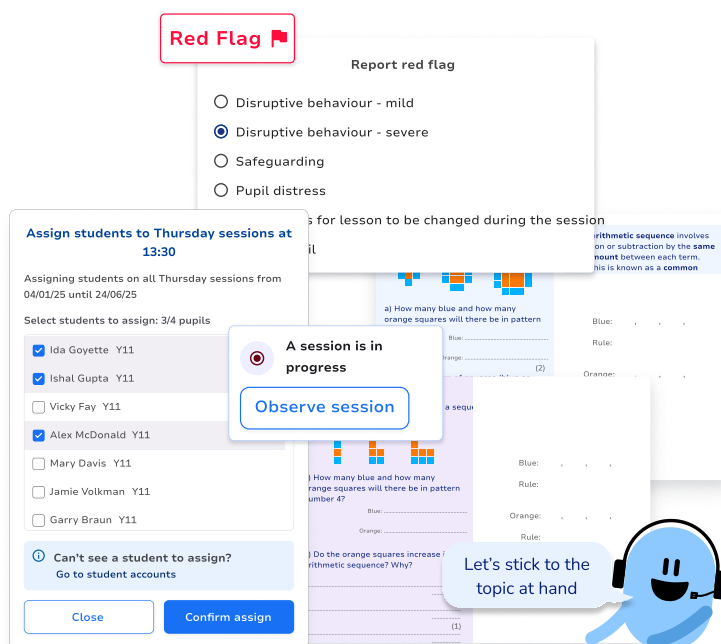 Red Flag
Report red flag
Disruptive behaviour - mild
Disruptive behaviour - severe
Safeguarding
Pupil distress
for lesson to be changed during the session
Assign students to Thursday sessions at
13:30
Assigning students on all Thursday sessions from
04/01/25 until 24/06/25
Select students to assign: 3/4 pupils
Ida Goyette Y11
Ishal Gupta Y11
Vicky Fay Y11
Alex McDonald Y11
Mary Davis Y11
Jamie Volkman Y11
Garry Braun Y11
Can't see a student to assign?
Go to student accounts
Close
Confirm assign
A session is in
progress
Observe session
arithmetic sequence involves
on or subtraction by the same
amount between each term.
this is known as a common
a) How many blue and how many
orange squares will there be in pattern
Blue:
Orange:
(2)
Blue: , , ,
Rule:
Orange: , , ,
a sequ
) How many blue and how many
range squares will there be in pattern
umber 4?
Blue:
Orange:
) Do the orange squares increase i
rithmetic sequence? Why?
(1)
Blue: , , ,
Rule:
Orange: , , ,
Rule:
Let's stick to the
topic at hand